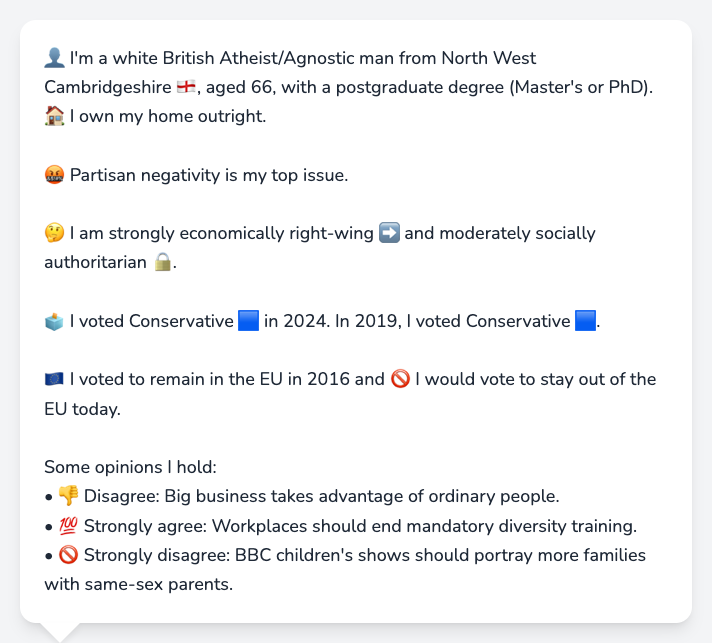 👤 I'm a white British Atheist/Agnostic man from North West
Cambridgeshire 🏴󠁧󠁢󠁥󠁮󠁧󠁿, aged 66, with a postgraduate degree (Master's or PhD).
🏠 I own my home outright.
🤬 Partisan negativity is my top issue.
🤔 I am strongly economically right-wing ➡️ and moderately socially
authoritarian 🔒.
🗳️ I voted Conservative 🟦 in 2024. In 2019, I voted Conservative 🟦.
🇪🇺 I voted to remain in the EU in 2016 and 🚫 I would vote to stay out of the
EU today.
Some opinions I hold:
• 👎 Disagree: Big business takes advantage of ordinary people.
• 💯 Strongly agree: Workplaces should end mandatory diversity training.
• 🚫 Strongly disagree: BBC children's shows should portray more families
with same-sex parents.